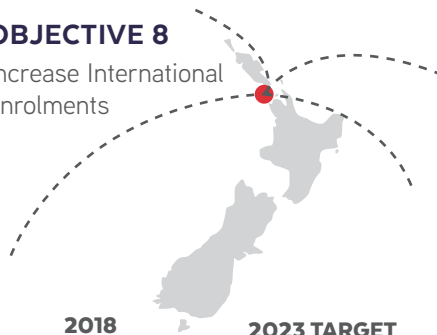 OBJECTIVE 8
Increase International
Enrolments
2018
2023 TARGET